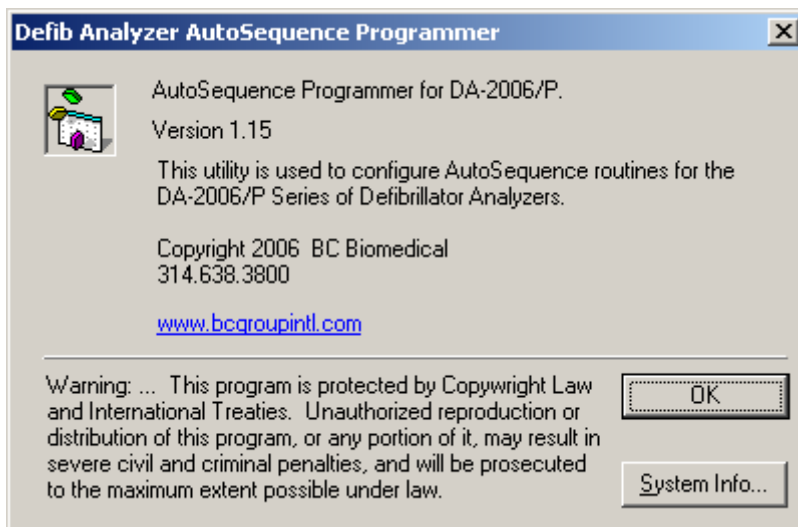 Defib Analyzer AutoSequence Programmer
AutoSequence Programmer for DA-2006/P.
Version 1.15
This utility is used to configure AutoSequence routines for the
DA-2006/P Series of Defibrillator Analyzers.
Copyright 2006 BC Biomedical
314.638.3800
www.bcgroupintl.com
Warning: ... This program is protected by Copywright Law
and International Treaties. Unauthorized reproduction or
distribution of this program, or any portion of it, may result in
severe civil and criminal penalties, and will be prosecuted
to the maximum extent possible under law.
OK
System Info...